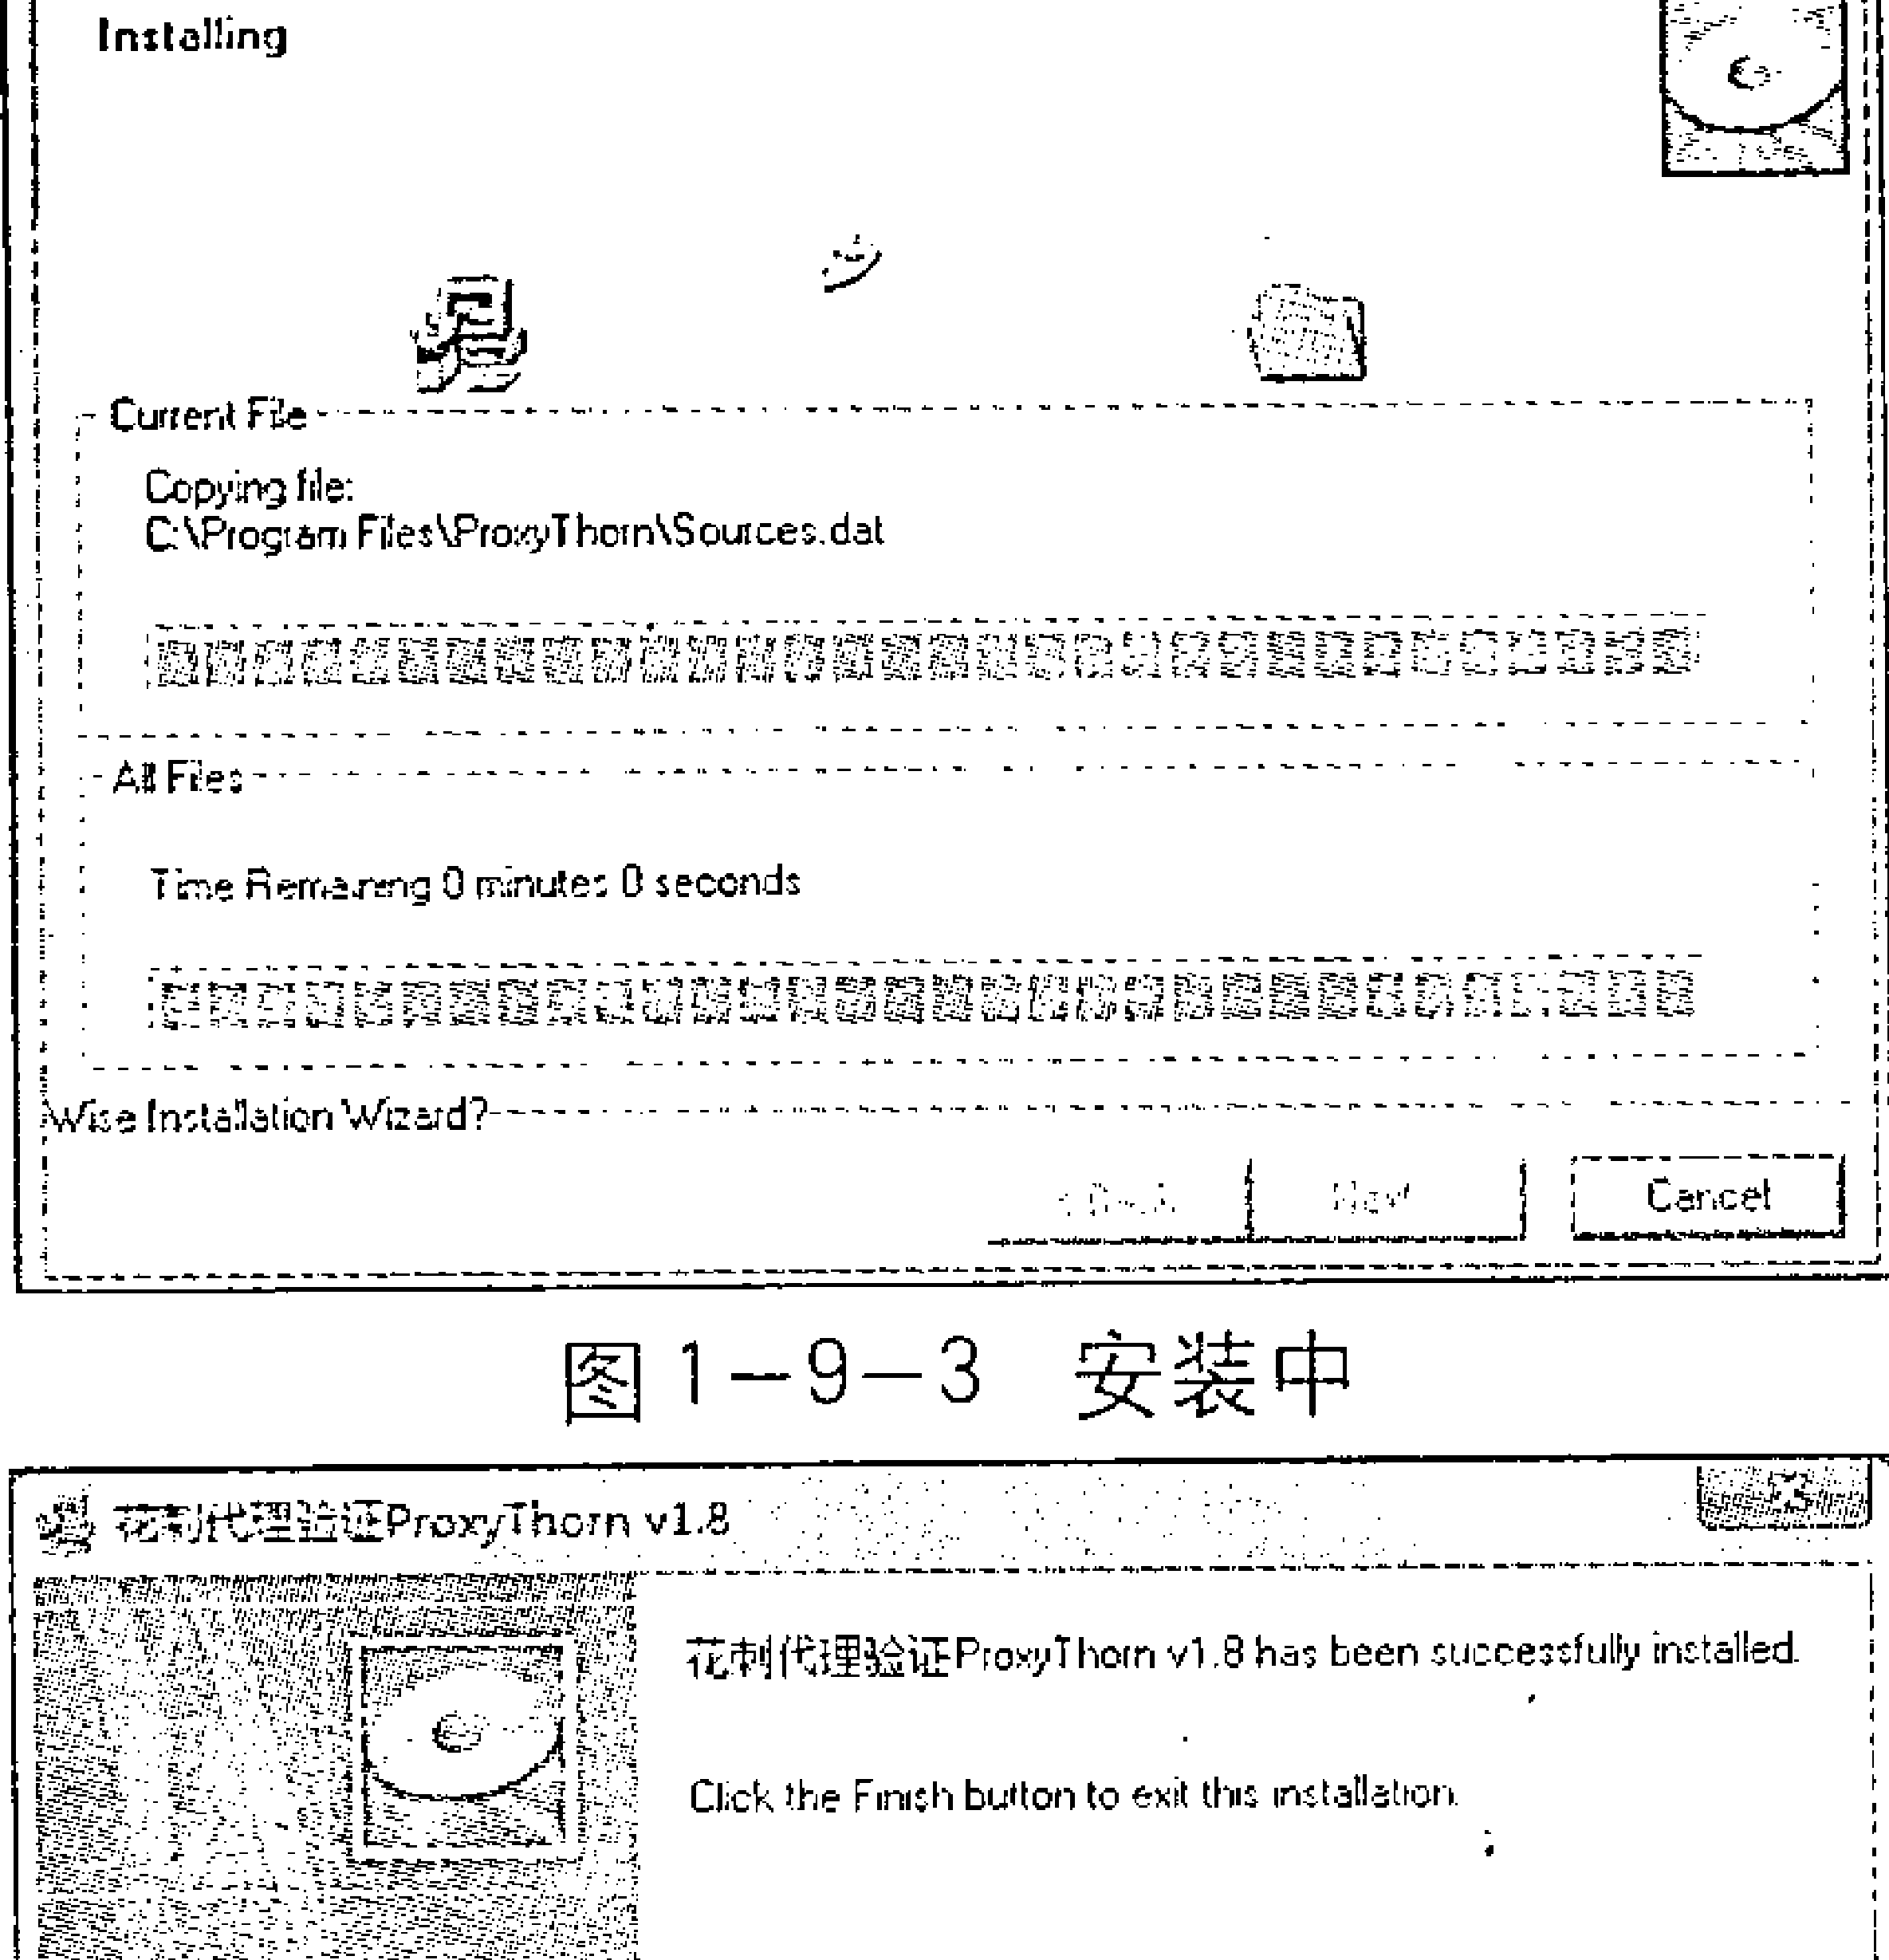 Installing
Current File
Copying file:
C:\Program Files\ProxyThorn\Sources.dat
All Files
Time Remaining 0 minutes 0 seconds
Wise Installation Wizard?
Next
Cancel
图 1-9-3 安装中
花刺代理验证ProxyThorn v1.8
花刺代理验证ProxyThorn v1.8 has been successfully installed.
Click the Finish button to exit this installation.